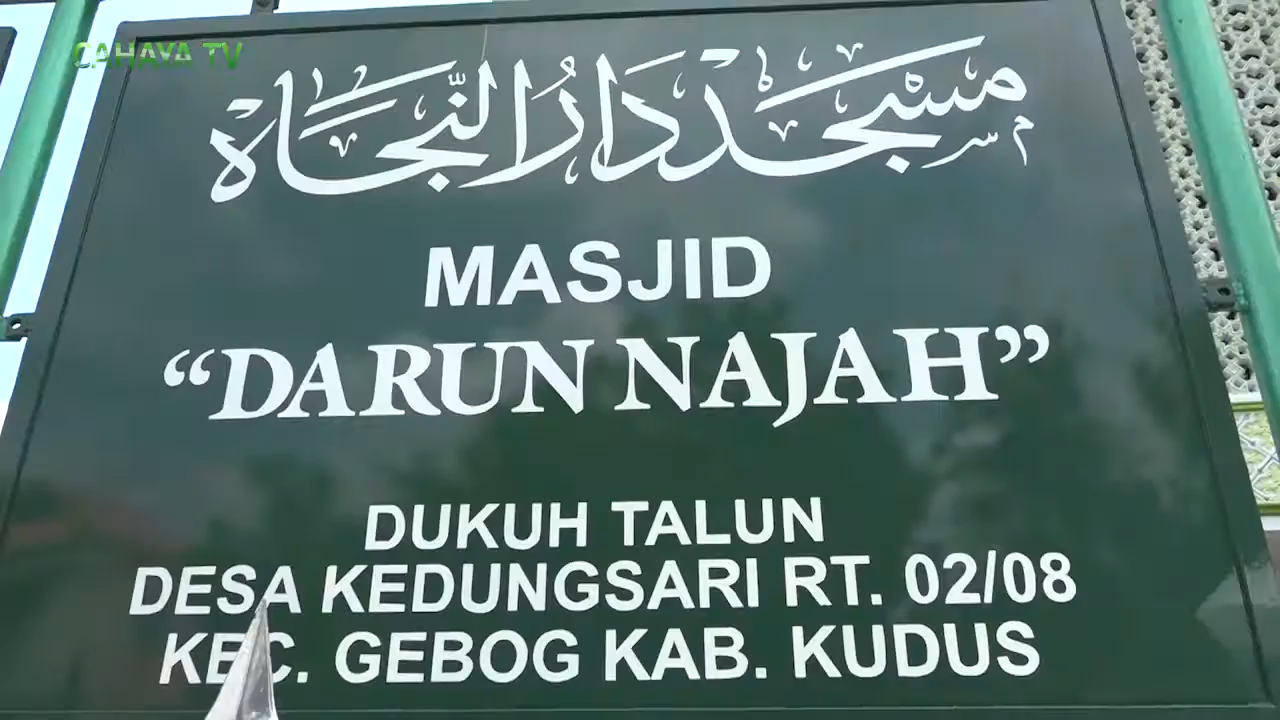 CAHAYA TV
مسجد دار النجاة
MASJID
“DARUN NAJAH”
DUKUH TALUN
DESA KEDUNGSARI RT. 02/08
KEC. GEBOG KAB. KUDUS